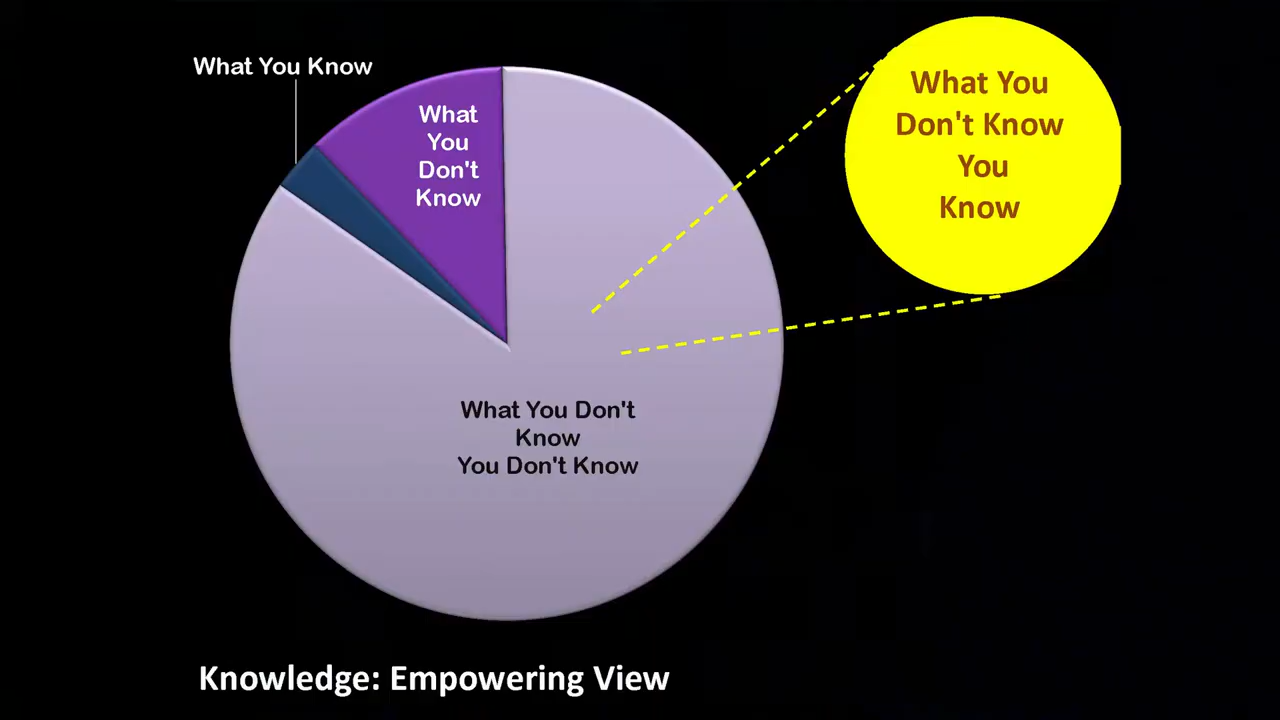 What You Know
What
You
Don't
Know
What You Don't
Know
You Don't Know
What You
Don't Know
You
Know
Knowledge: Empowering View